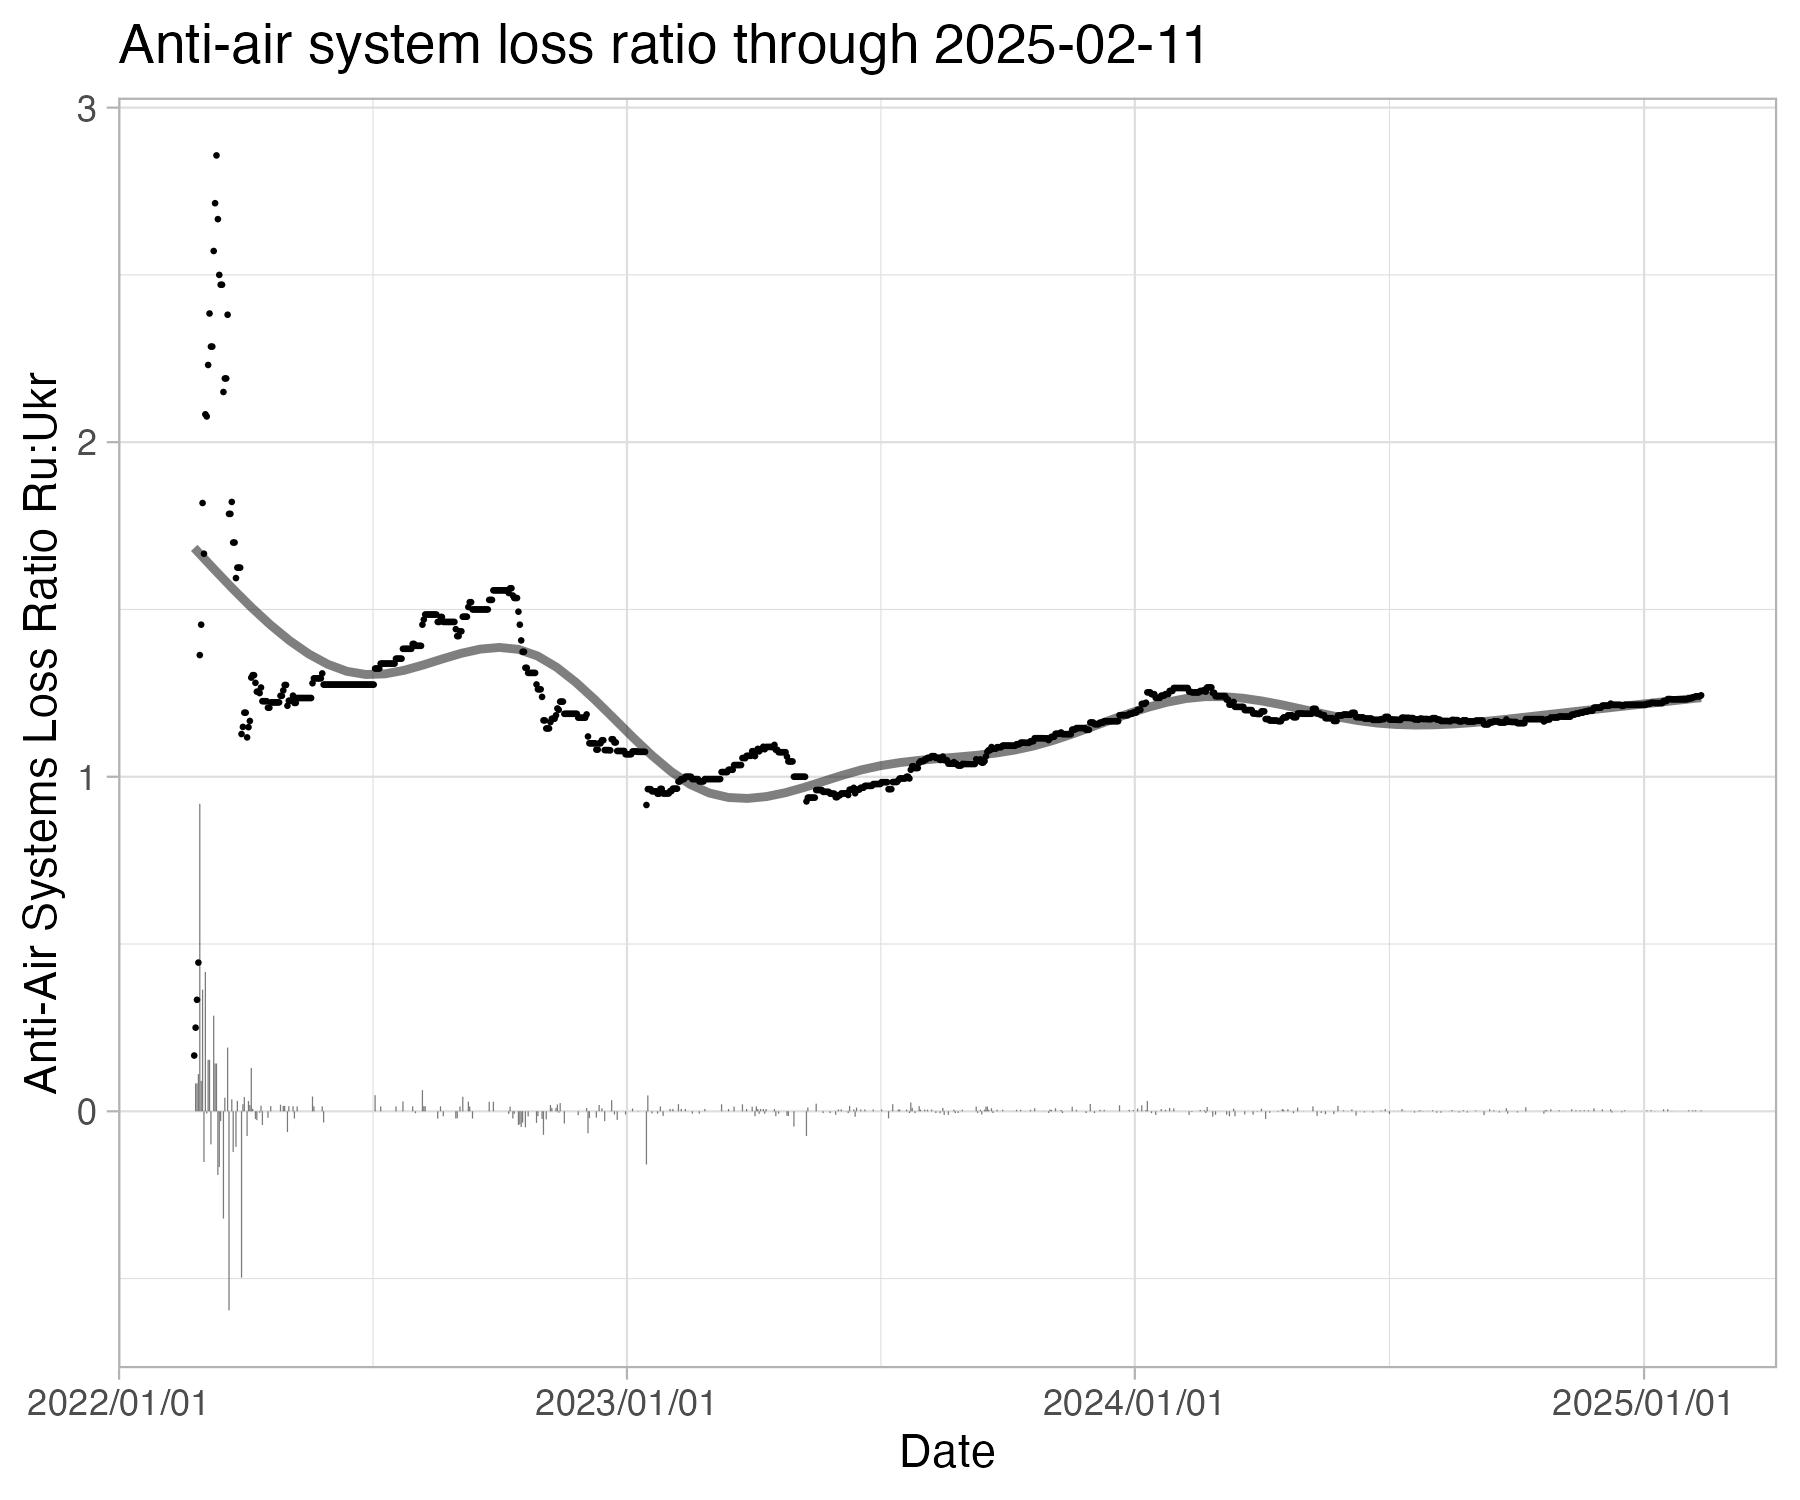 Anti-air system loss ratio through 2025-02-11
Anti-Air Systems Loss Ratio Ru:Ukr
3
2
1
0
2022/01/01
2023/01/01
2024/01/01
2025/01/01
Date